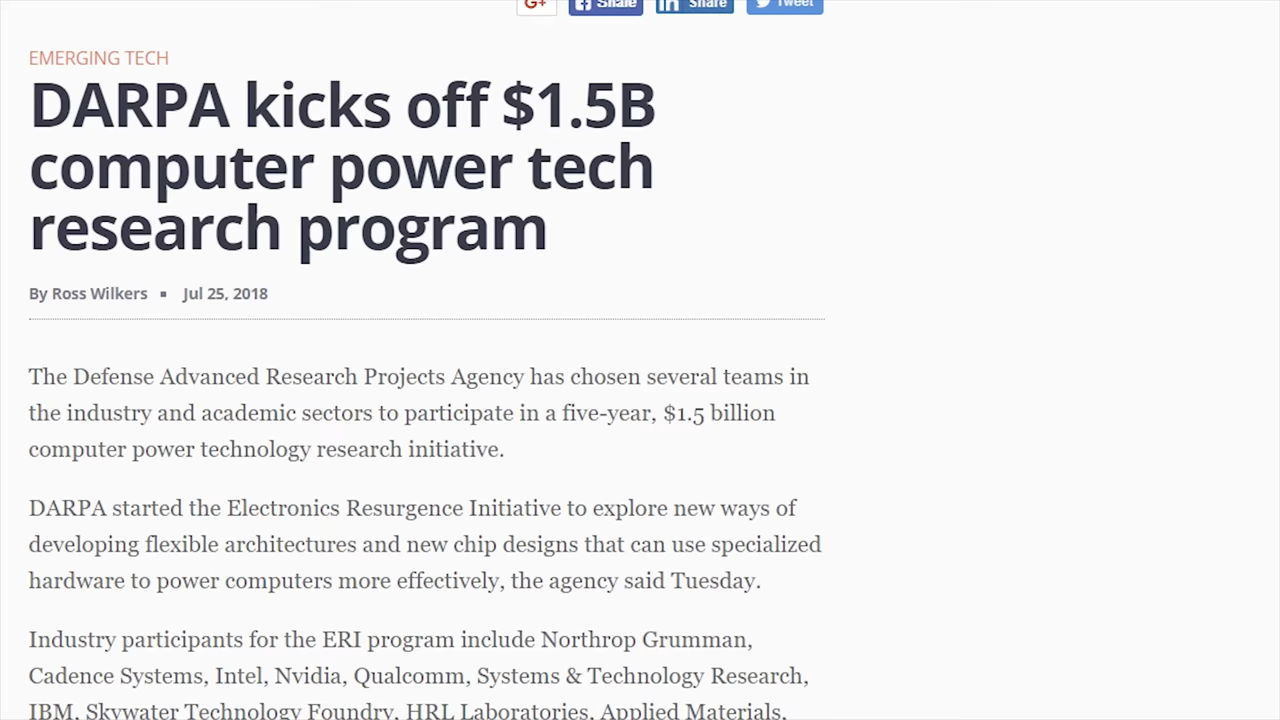 G+ Share Share Tweet
EMERGING TECH
DARPA kicks off $1.5B
computer power tech
research program
By Ross Wilkers ▪ Jul 25, 2018
The Defense Advanced Research Projects Agency has chosen several teams in
the industry and academic sectors to participate in a five-year, $1.5 billion
computer power technology research initiative.
DARPA started the Electronics Resurgence Initiative to explore new ways of
developing flexible architectures and new chip designs that can use specialized
hardware to power computers more effectively, the agency said Tuesday.
Industry participants for the ERI program include Northrop Grumman,
Cadence Systems, Intel, Nvidia, Qualcomm, Systems & Technology Research,
IBM, Skywater Technology Foundry, HRL Laboratories, Applied Materials,